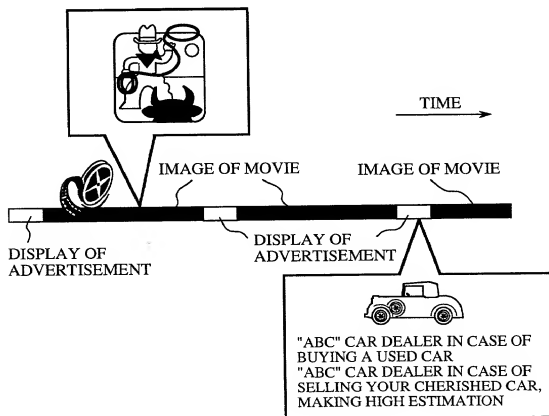 TIME
IMAGE OF MOVIE
IMAGE OF MOVIE
DISPLAY OF
ADVERTISEMENT
DISPLAY OF
ADVERTISEMENT
"ABC" CAR DEALER IN CASE OF
BUYING A USED CAR
"ABC" CAR DEALER IN CASE OF
SELLING YOUR CHERISHED CAR,
MAKING HIGH ESTIMATION